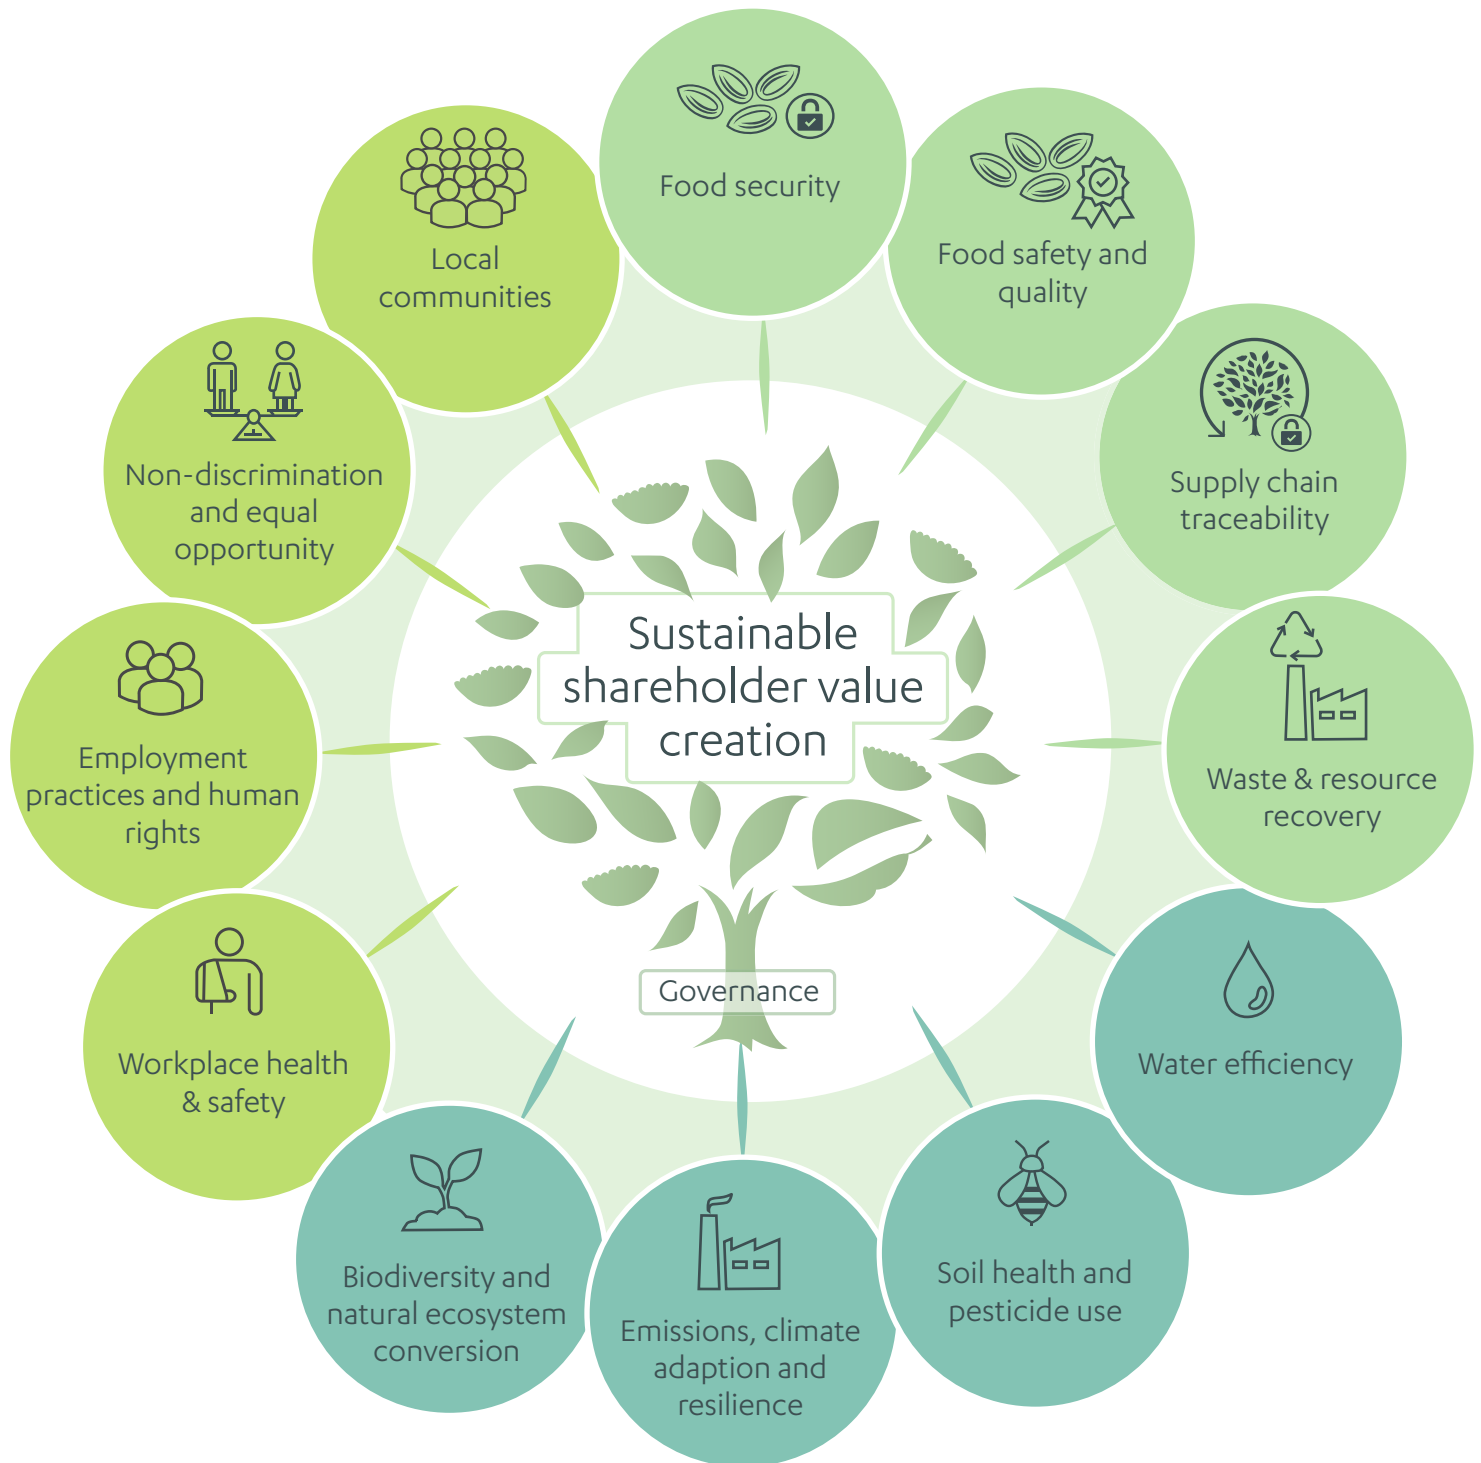 Food security
Food safety and
quality
Supply chain
traceability
Waste & resource
recovery
Water efficiency
Soil health and
pesticide use
Emissions, climate
adaption and
resilience
Biodiversity and
natural ecosystem
conversion
Workplace health
& safety
Employment
practices and human
rights
Non-discrimination
and equal
opportunity
Local
communities
Sustainable
shareholder value
creation
Governance